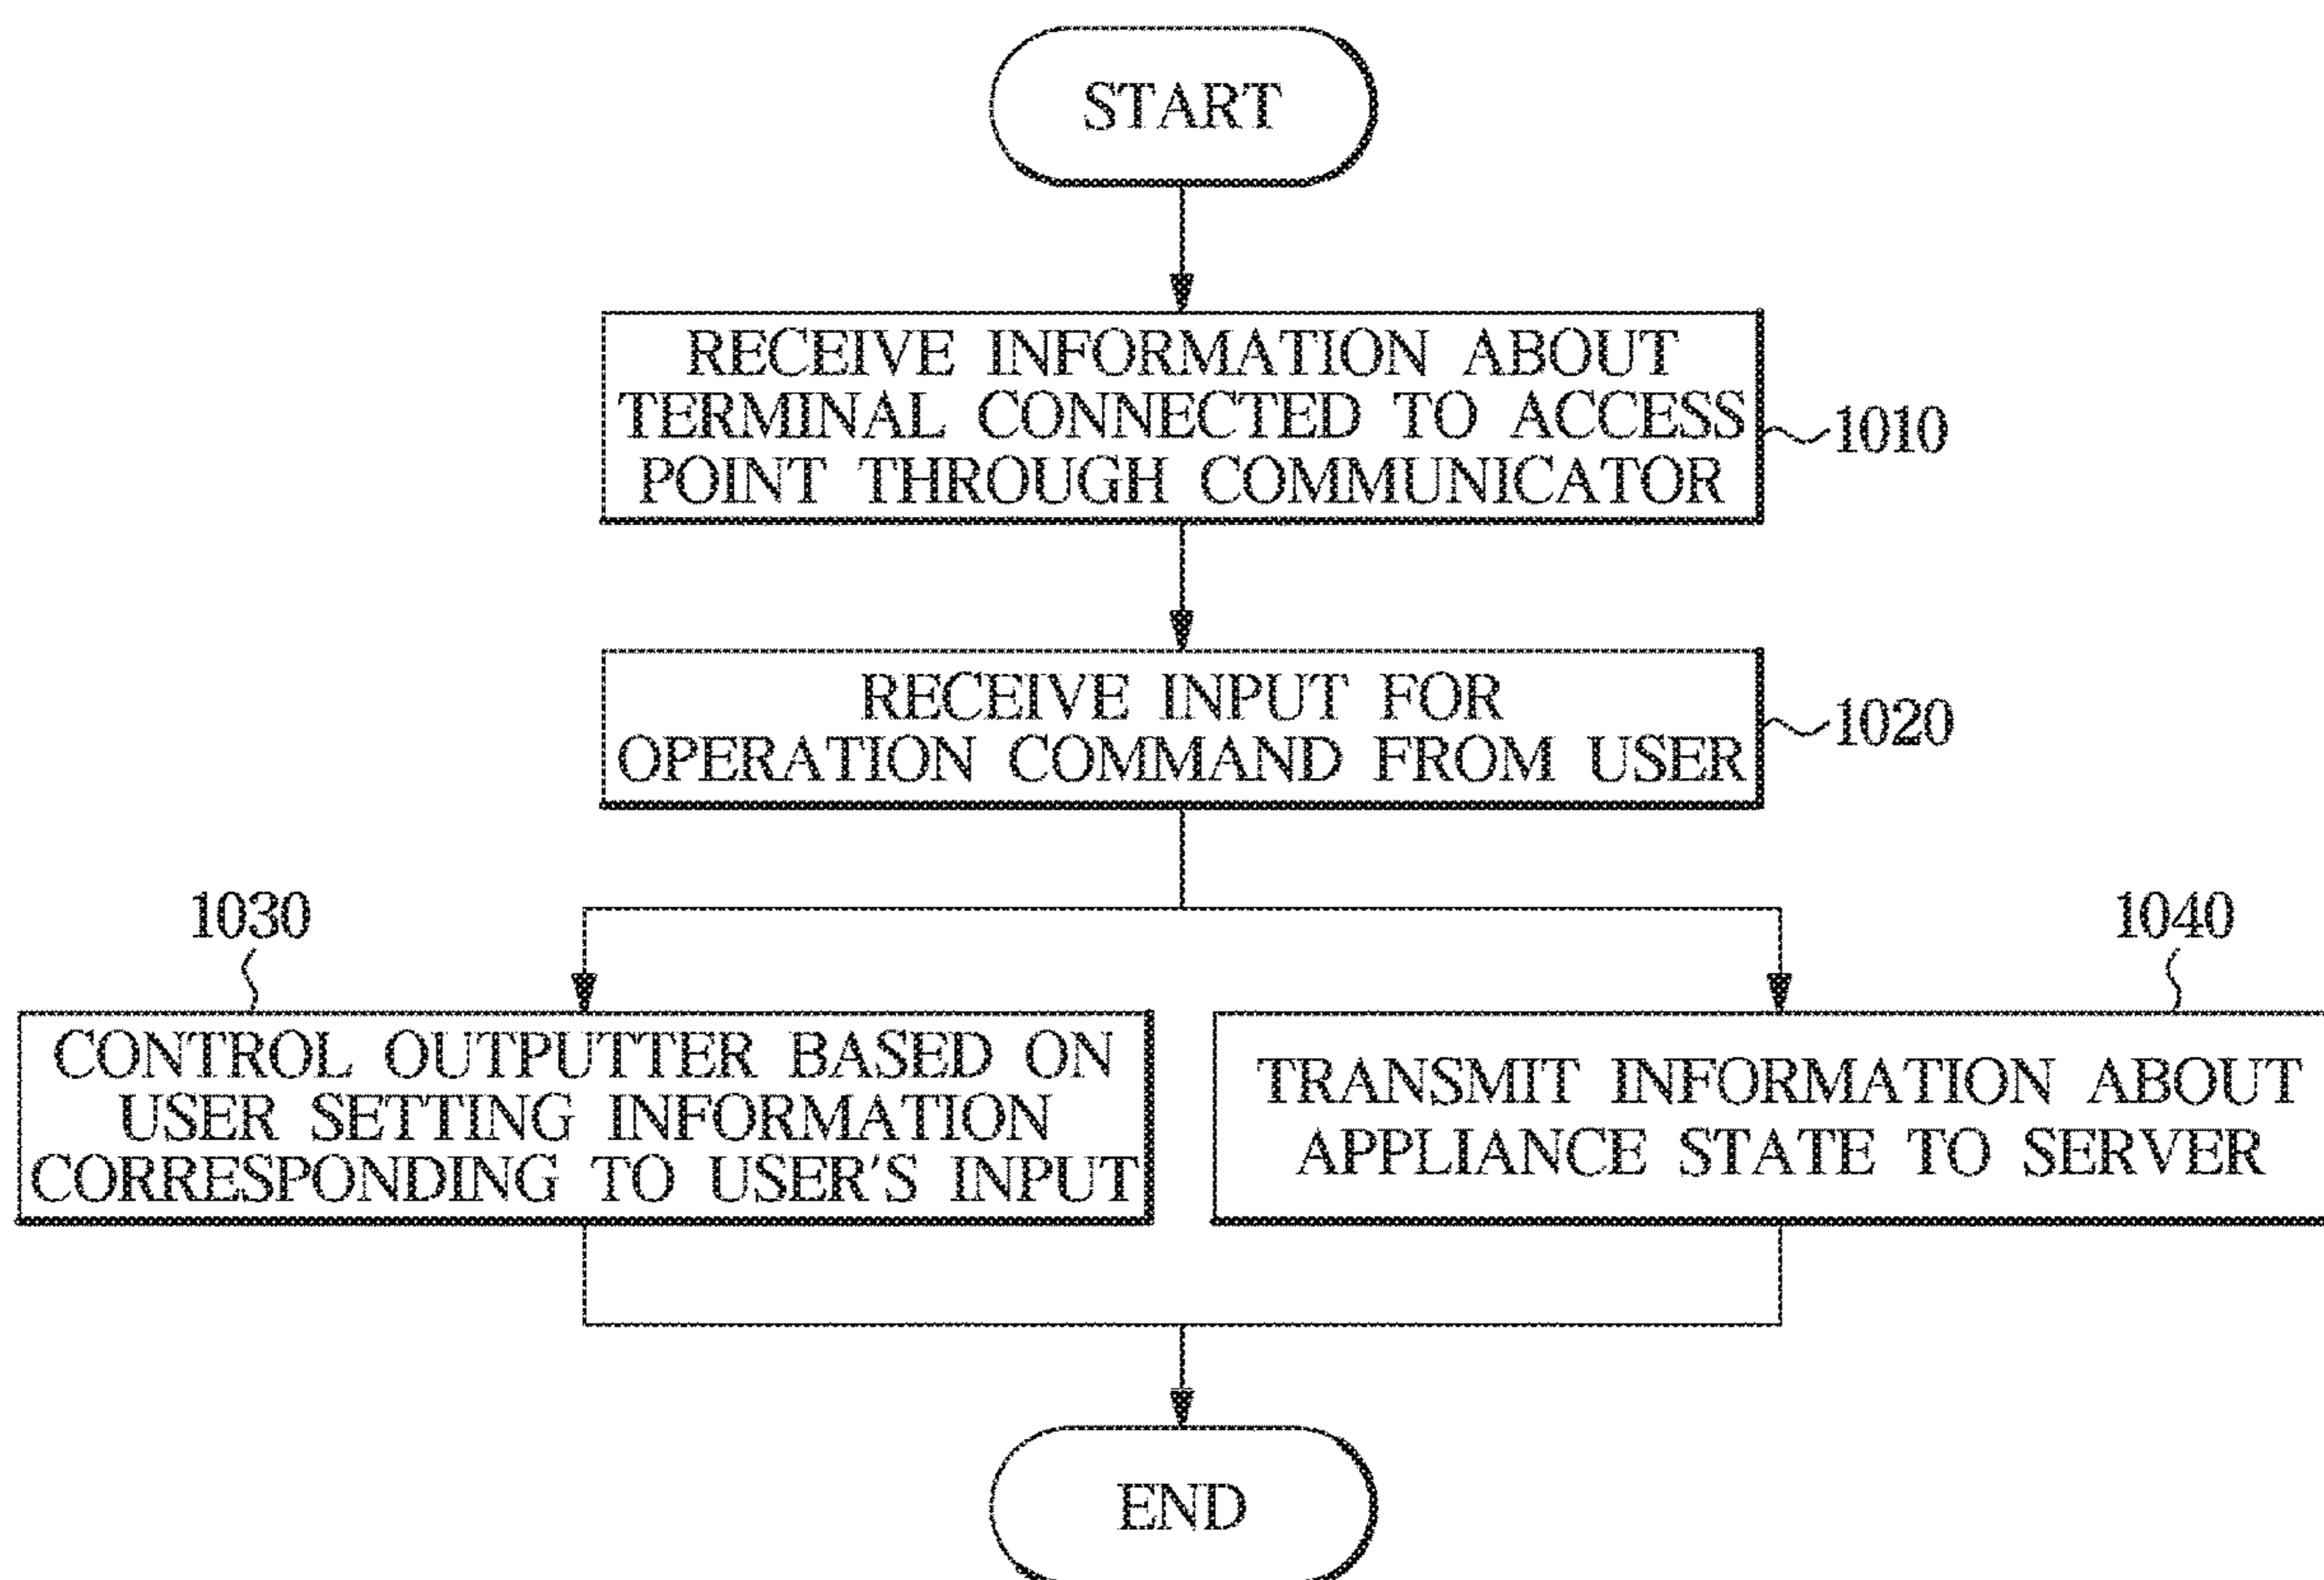 START
RECEIVE INFORMATION ABOUT
TERMINAL CONNECTED TO ACCESS
POINT THROUGH COMMUNICATOR
1010
RECEIVE INPUT FOR
OPERATION COMMAND FROM USER
1020
1030
CONTROL OUTPUTTER BASED ON
USER SETTING INFORMATION
CORRESPONDING TO USER'S INPUT
1040
TRANSMIT INFORMATION ABOUT
APPLIANCE STATE TO SERVER
END